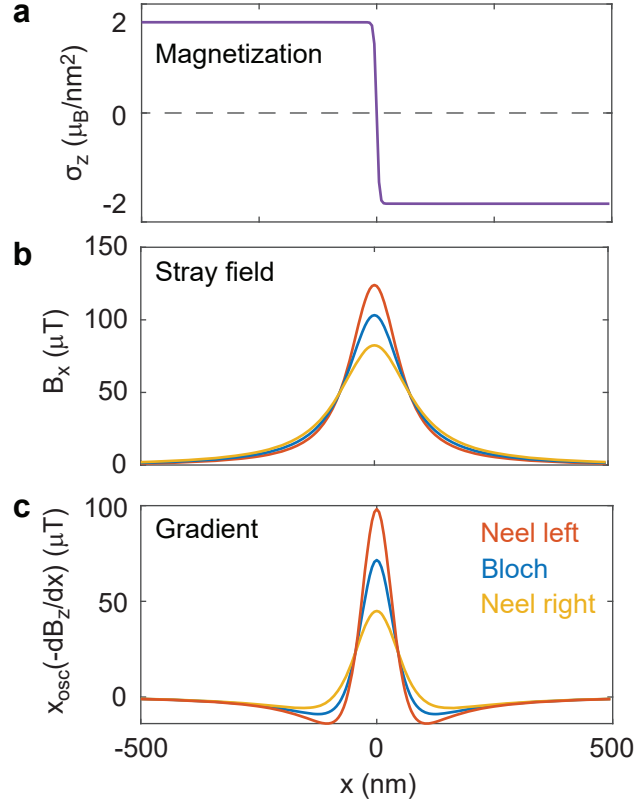 a
2
0
-2
σz (μB/nm²)
Magnetization
b
150
100
50
0
Bx (μT)
Stray field
c
100
50
0
xosc(-dBz/dx) (μT)
Gradient
Neel left
Bloch
Neel right
-500
0
500
x (nm)